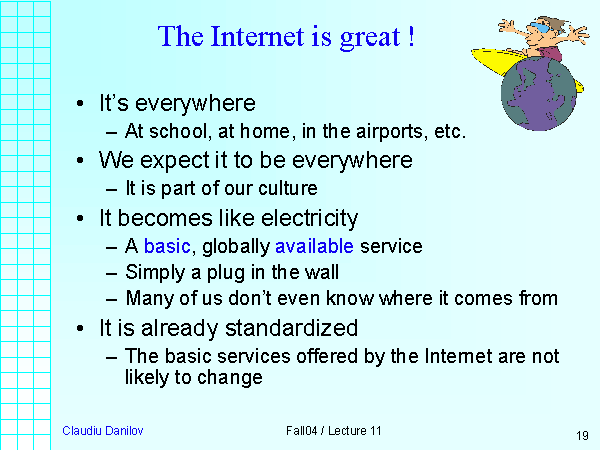 The Internet is great !
• It's everywhere
– At school, at home, in the airports, etc.
• We expect it to be everywhere
– It is part of our culture
• It becomes like electricity
– A basic, globally available service
– Simply a plug in the wall
– Many of us don't even know where it comes from
• It is already standardized
– The basic services offered by the Internet are not
likely to change
Claudiu Danilov
Fall04 / Lecture 11
19